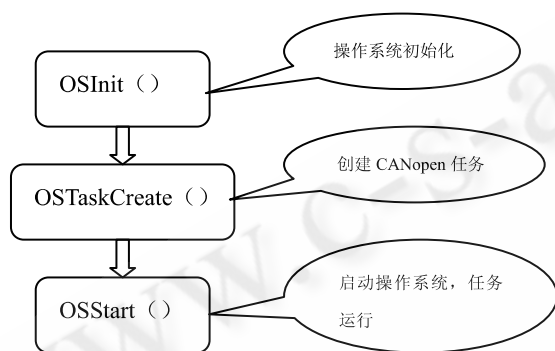 操作系统初始化
OSInit（）
创建 CANopen 任务
OSTaskCreate（）
启动操作系统，任务
运行
OSStart（）
www.c-s-a